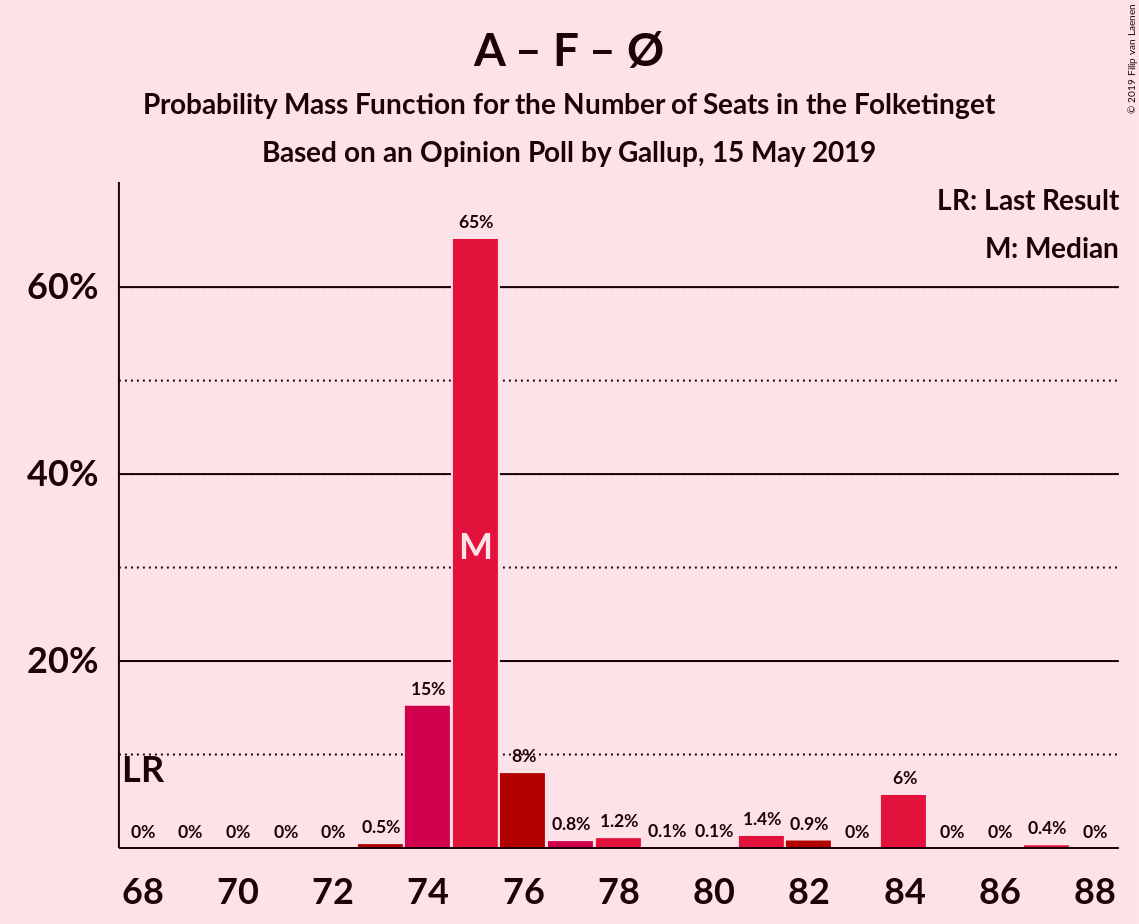 A – F – Ø
Probability Mass Function for the Number of Seats in the Folketinget
Based on an Opinion Poll by Gallup, 15 May 2019
© 2019 Filip van Laenen
LR: Last Result
M: Median
60%
40%
20%
LR
M
0%
0%
0%
0%
0%
0.5%
15%
65%
8%
0.8%
1.2%
0.1%
0.1%
1.4%
0.9%
0%
6%
0%
0%
0.4%
0%
68 70 72 74 76 78 80 82 84 86 88